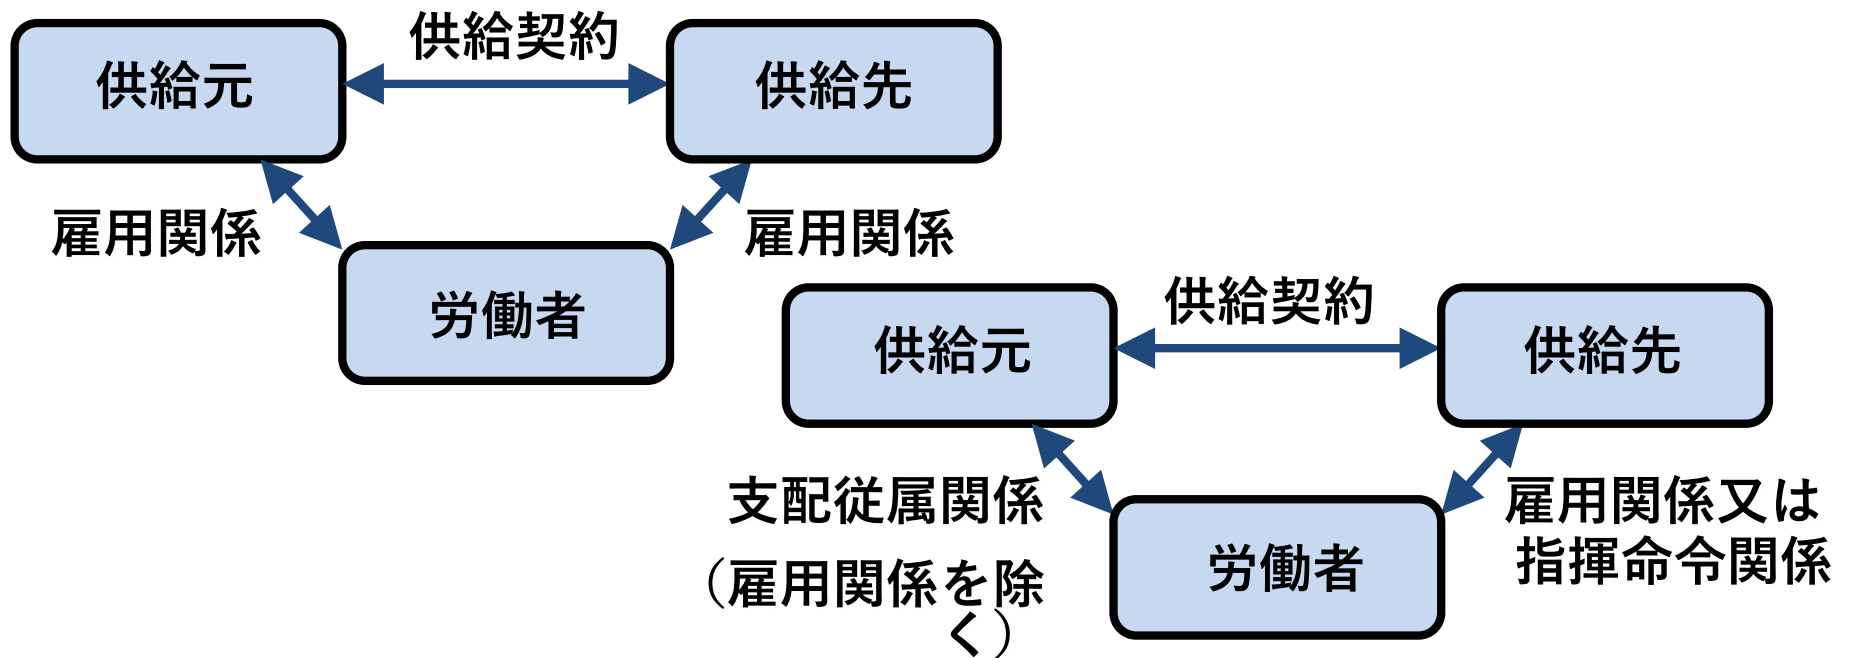 供給契約
供給元
供給先
雇用関係
雇用関係
労働者
供給契約
供給元
供給先
支配従属関係
（雇用関係を除
く）
雇用関係又は
指揮命令関係
労働者